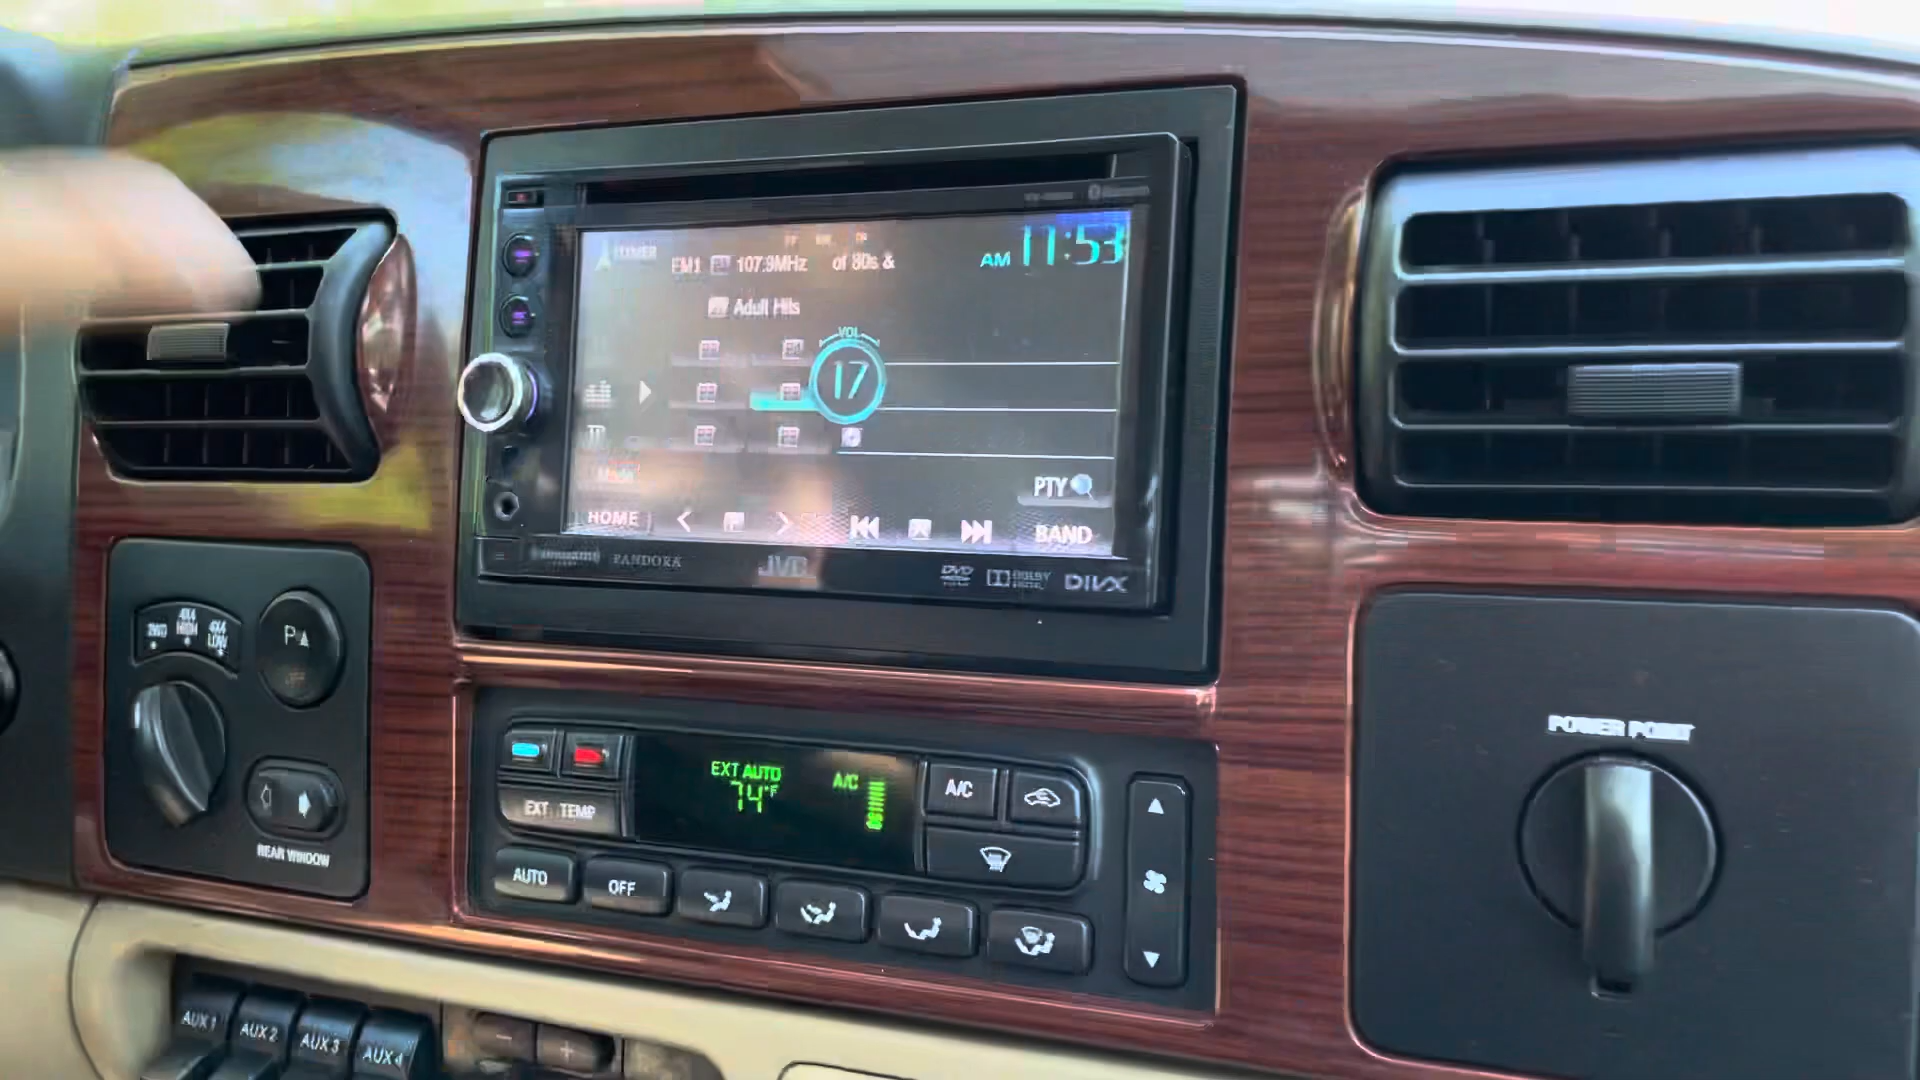 TUNER
FM1 107.9MHz of 80s &
AM 11:53
Adult Hits
VOL
17
PTY
HOME
BAND
PANDORA
JVC
DVD
DOLBY
DIVX
2WD
4X4 HIGH
4X4 LOW
P
OFF
REAR WINDOW
EXT AUTO
74°F
A/C
A/C
EXT TEMP
AUTO
OFF
POWER POINT
AUX 1
AUX 2
AUX 3
AUX 4
- +